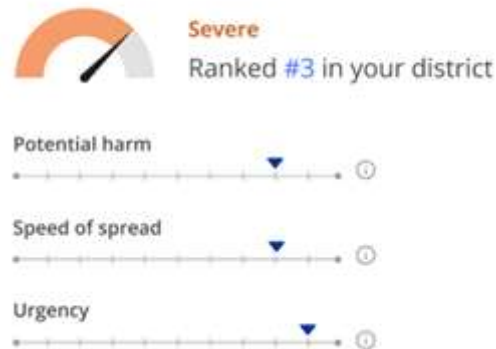 Severe
Ranked #3 in your district
Potential harm
Speed of spread
Urgency